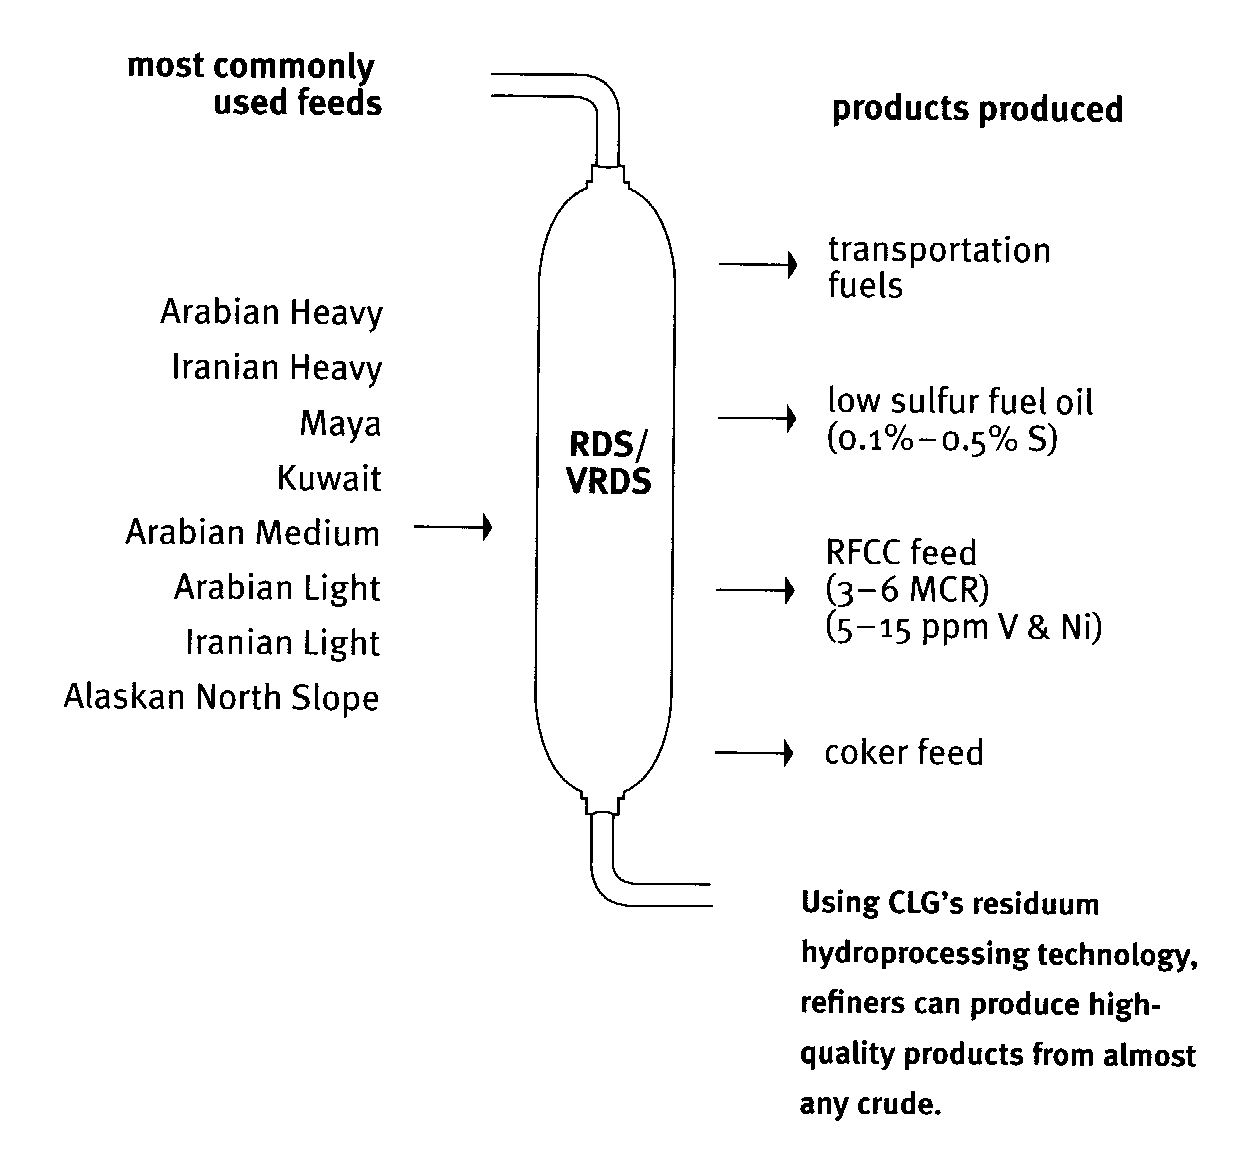 most commonly
used feeds
products produced
Arabian Heavy
Iranian Heavy
Maya
Kuwait
Arabian Medium
Arabian Light
Iranian Light
Alaskan North Slope
RDS/
VRDS
transportation
fuels
low sulfur fuel oil
(0.1%–0.5% S)
RFCC feed
(3–6 MCR)
(5–15 ppm V & Ni)
coker feed
Using CLG's residuum
hydroprocessing technology,
refiners can produce high-
quality products from almost
any crude.